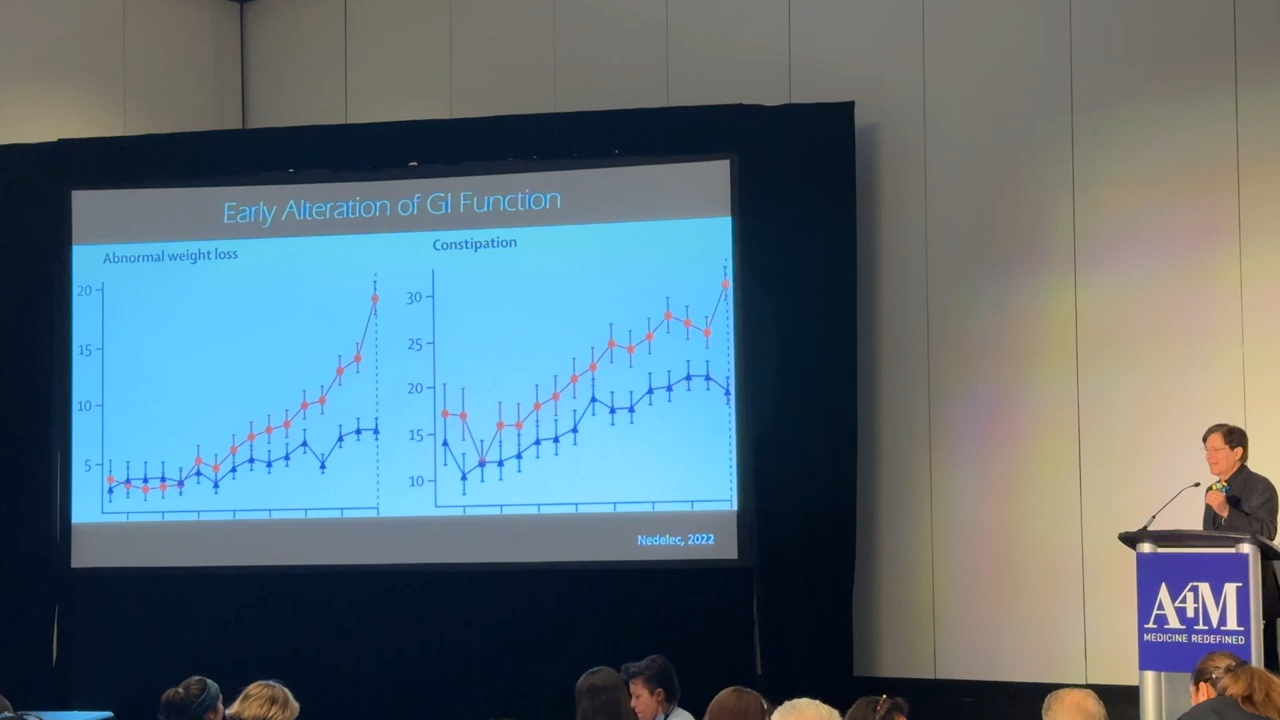 Early Alteration of GI Function
Abnormal weight loss
Constipation
20
15
10
5
30
25
20
15
10
Nedelec, 2022
A4M
MEDICINE REDEFINED